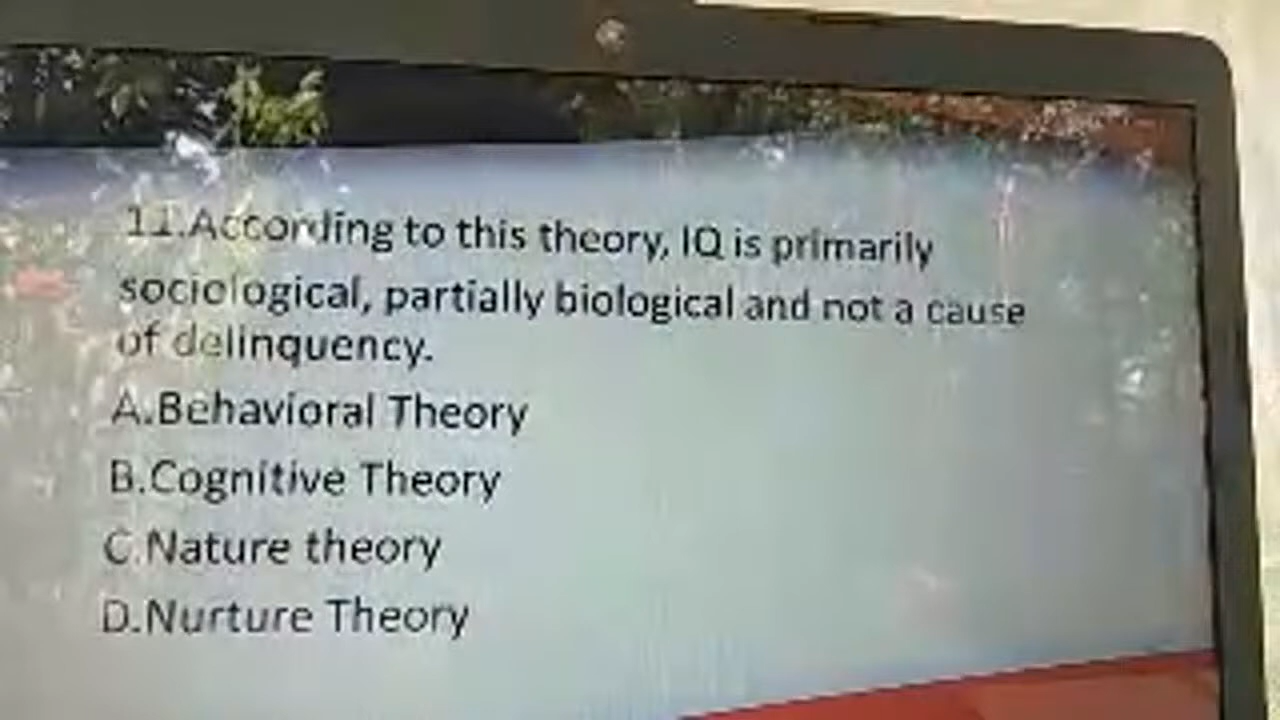 11.According to this theory, IQ is primarily
sociological, partially biological and not a cause
of delinquency.
A.Behavioral Theory
B.Cognitive Theory
C.Nature theory
D.Nurture Theory